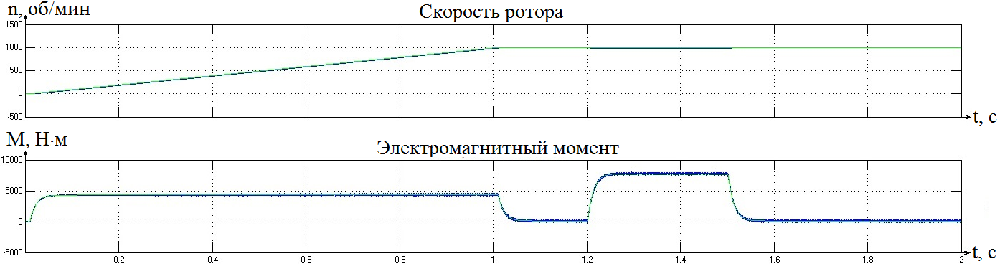 n, об/мин
Скорость ротора
1500
1000
500
0
-500
t, с
M, Н·м
Электромагнитный момент
10000
5000
0
-5000
0.2 0.4 0.6 0.8 1 1.2 1.4 1.6 1.8 2
t, с